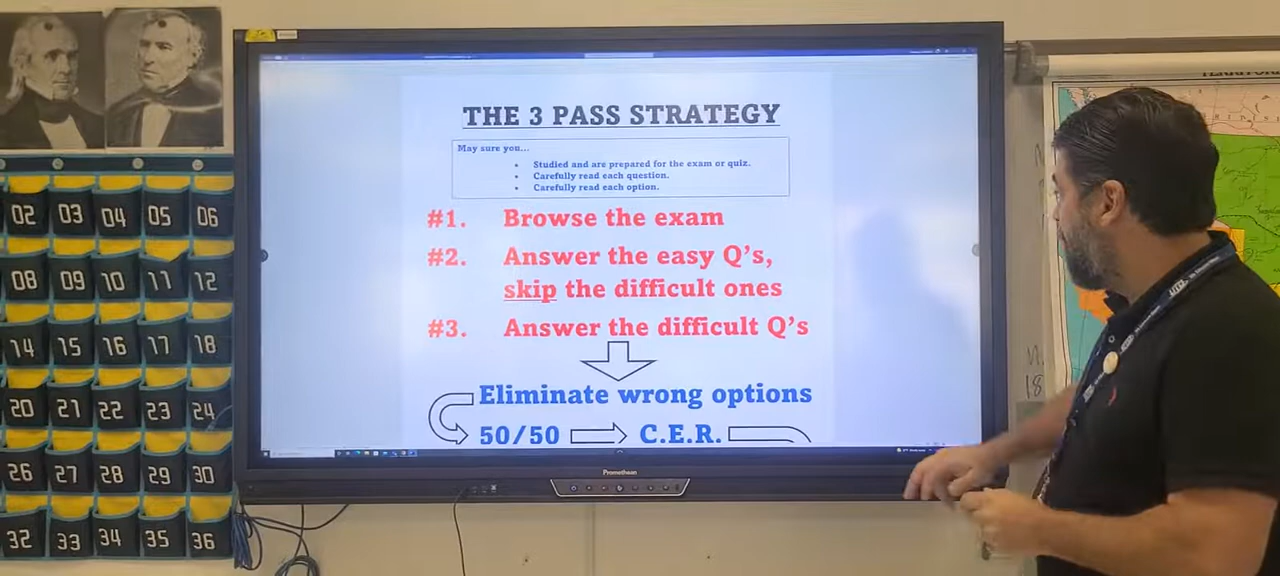 THE 3 PASS STRATEGY
May sure you...
• Studied and are prepared for the exam or quiz.
• Carefully read each question.
• Carefully read each option.
#1. Browse the exam
#2. Answer the easy Q's,
skip the difficult ones
#3. Answer the difficult Q's
Eliminate wrong options
50/50 C.E.R.
Promethean
02 03 04 05 06
08 09 10 11 12
14 15 16 17 18
20 21 22 23 24
26 27 28 29 30
32 33 34 35 36
18